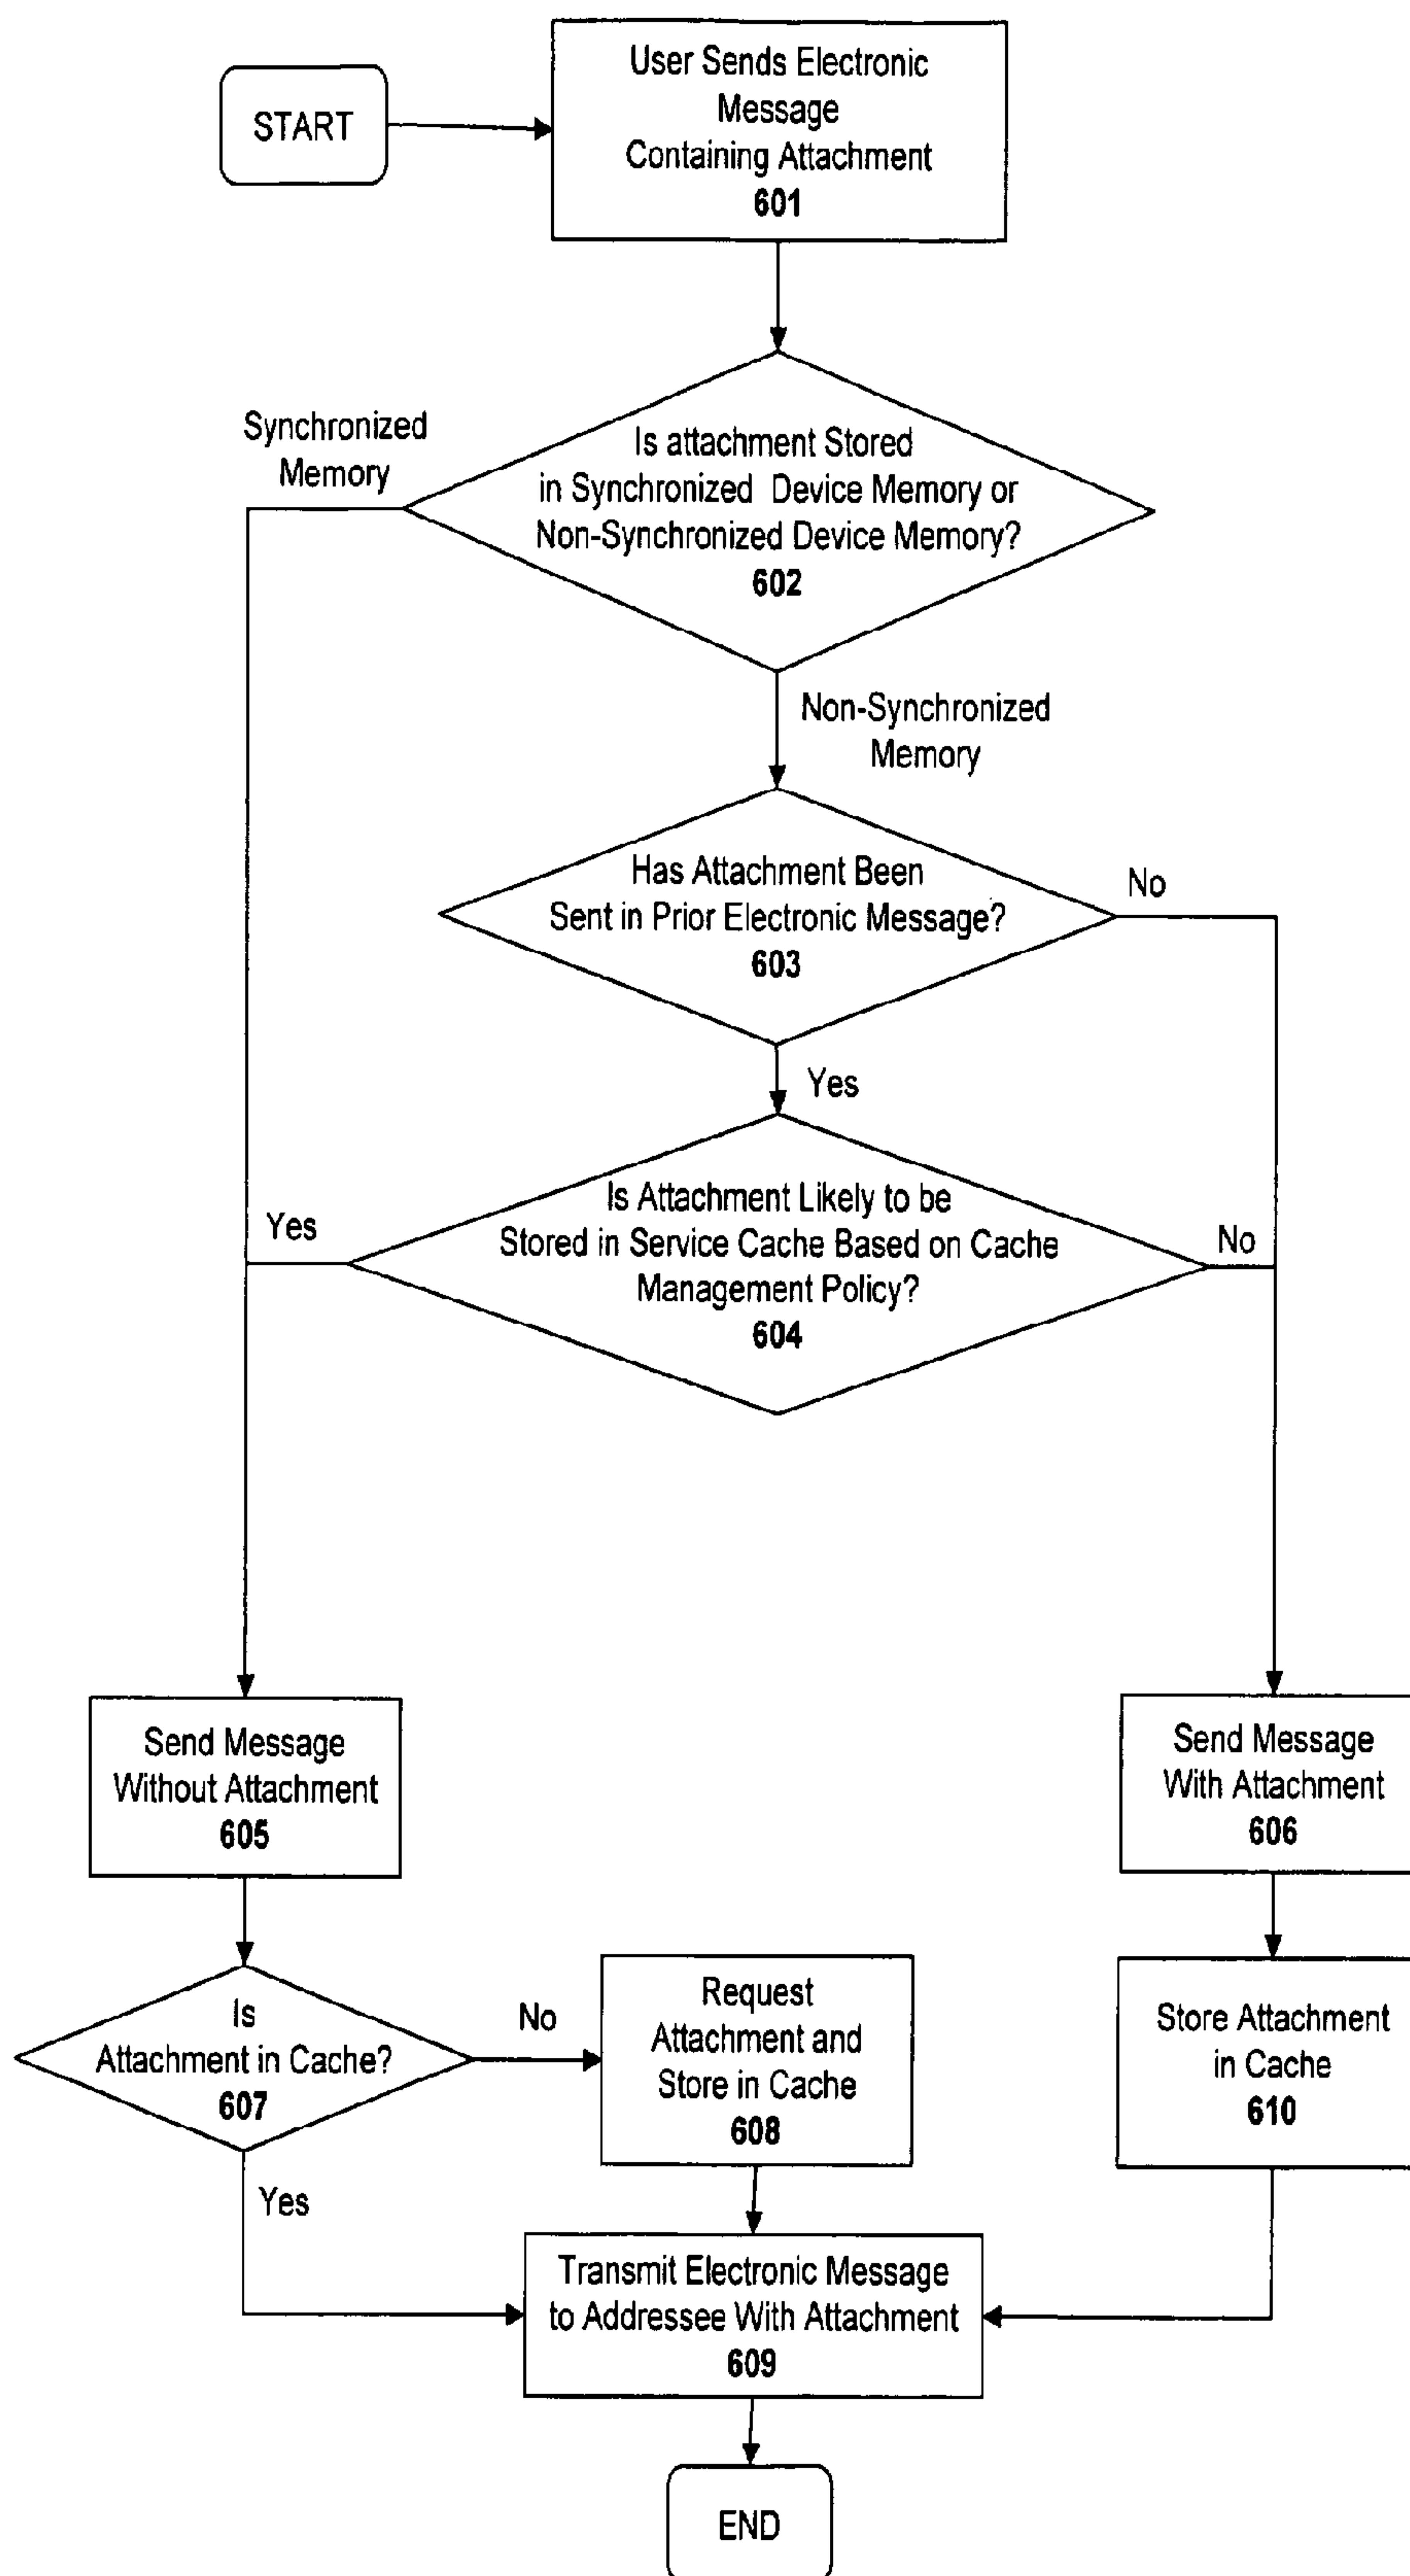 START
User Sends Electronic
Message
Containing Attachment
601
Synchronized
Memory
Is attachment Stored
in Synchronized Device Memory or
Non-Synchronized Device Memory?
602
Non-Synchronized
Memory
Has Attachment Been
Sent in Prior Electronic Message?
603
No
Yes
Is Attachment Likely to be
Stored in Service Cache Based on Cache
Management Policy?
604
Yes
No
Send Message
Without Attachment
605
Send Message
With Attachment
606
Is
Attachment in Cache?
607
No
Request
Attachment and
Store in Cache
608
Store Attachment
in Cache
610
Yes
Transmit Electronic Message
to Addressee With Attachment
609
END